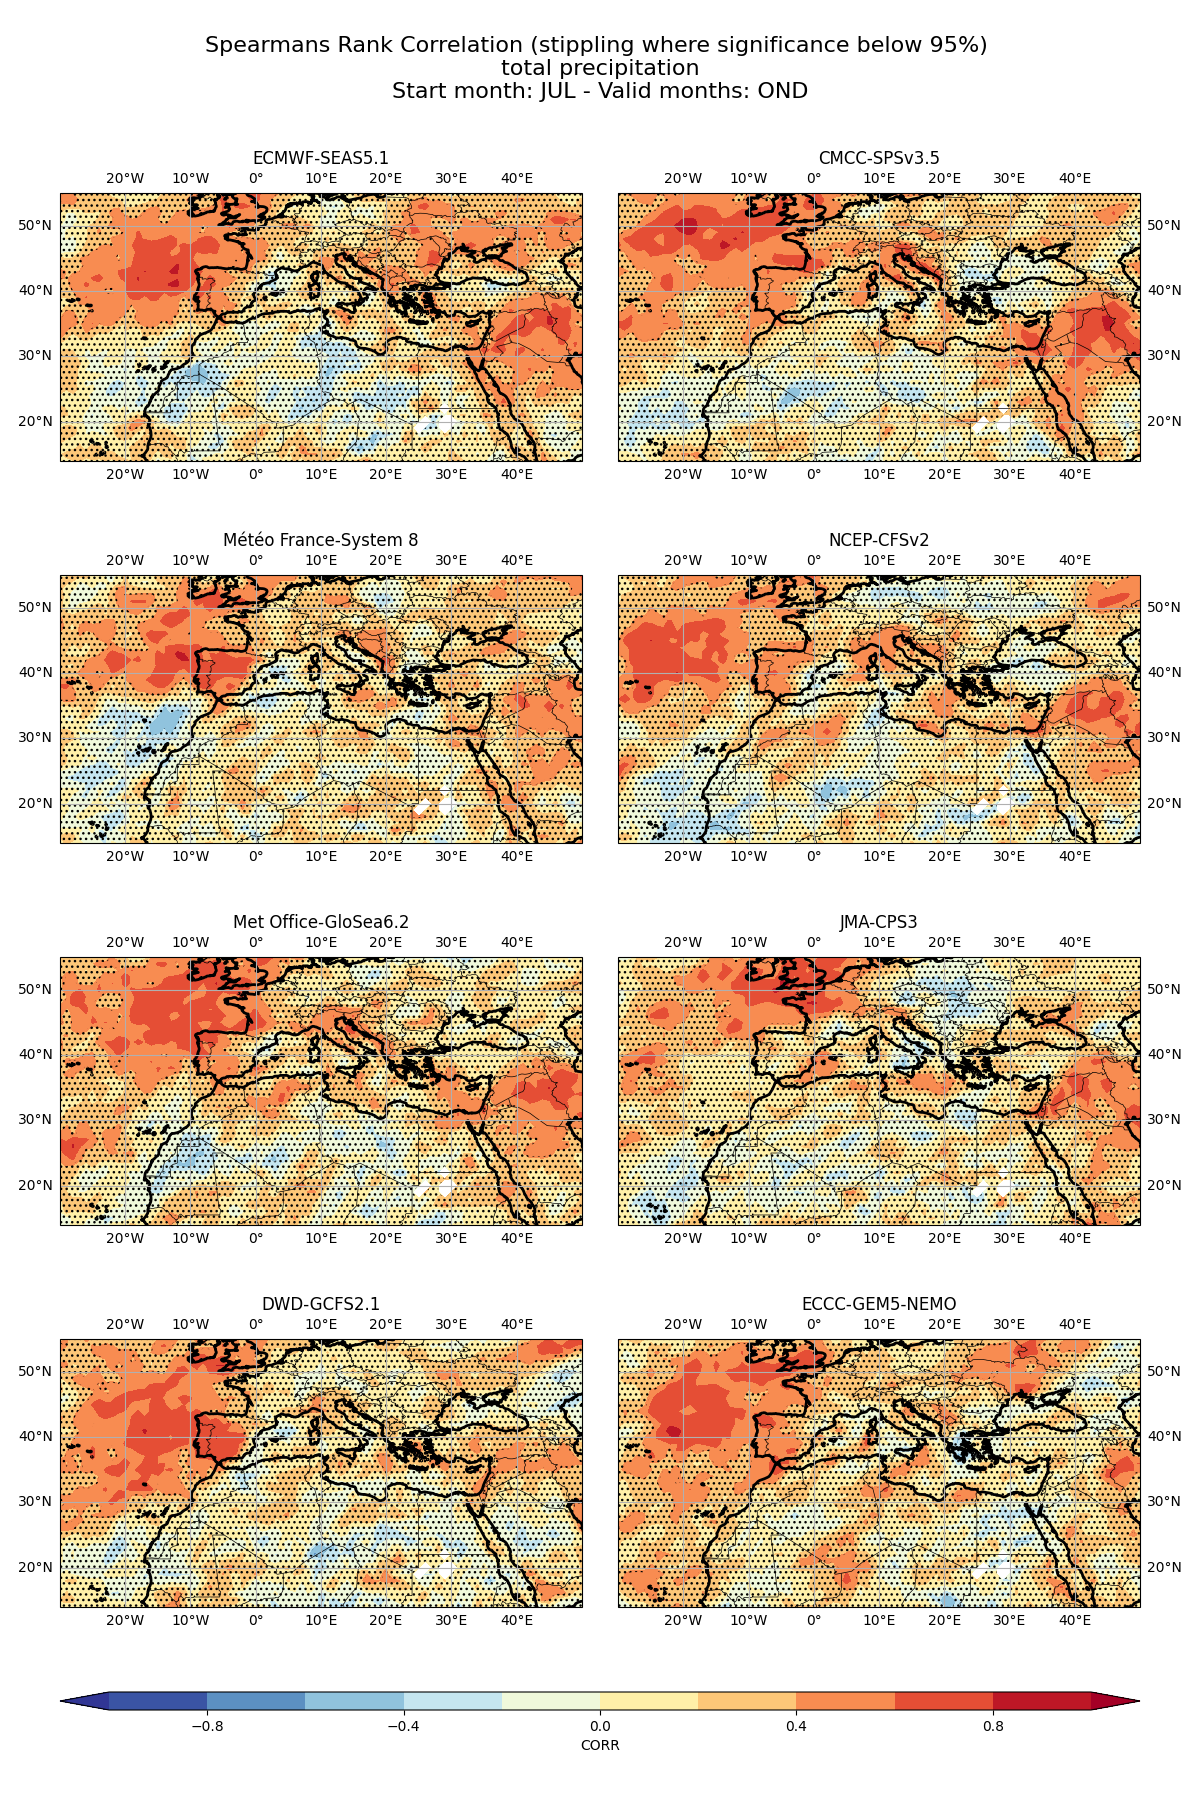 Spearmans Rank Correlation (stippling where significance below 95%)
total precipitation
Start month: JUL - Valid months: OND
ECMWF-SEAS5.1
20°W 10°W 0° 10°E 20°E 30°E 40°E
50°N
40°N
30°N
20°N
20°W 10°W 0° 10°E 20°E 30°E 40°E
CMCC-SPSv3.5
20°W 10°W 0° 10°E 20°E 30°E 40°E
50°N
40°N
30°N
20°N
20°W 10°W 0° 10°E 20°E 30°E 40°E
Météo France-System 8
20°W 10°W 0° 10°E 20°E 30°E 40°E
50°N
40°N
30°N
20°N
20°W 10°W 0° 10°E 20°E 30°E 40°E
NCEP-CFSv2
20°W 10°W 0° 10°E 20°E 30°E 40°E
50°N
40°N
30°N
20°N
20°W 10°W 0° 10°E 20°E 30°E 40°E
Met Office-GloSea6.2
20°W 10°W 0° 10°E 20°E 30°E 40°E
50°N
40°N
30°N
20°N
20°W 10°W 0° 10°E 20°E 30°E 40°E
JMA-CPS3
20°W 10°W 0° 10°E 20°E 30°E 40°E
50°N
40°N
30°N
20°N
20°W 10°W 0° 10°E 20°E 30°E 40°E
DWD-GCFS2.1
20°W 10°W 0° 10°E 20°E 30°E 40°E
50°N
40°N
30°N
20°N
20°W 10°W 0° 10°E 20°E 30°E 40°E
ECCC-GEM5-NEMO
20°W 10°W 0° 10°E 20°E 30°E 40°E
50°N
40°N
30°N
20°N
20°W 10°W 0° 10°E 20°E 30°E 40°E
−0.8 −0.4 0.0 0.4 0.8
CORR